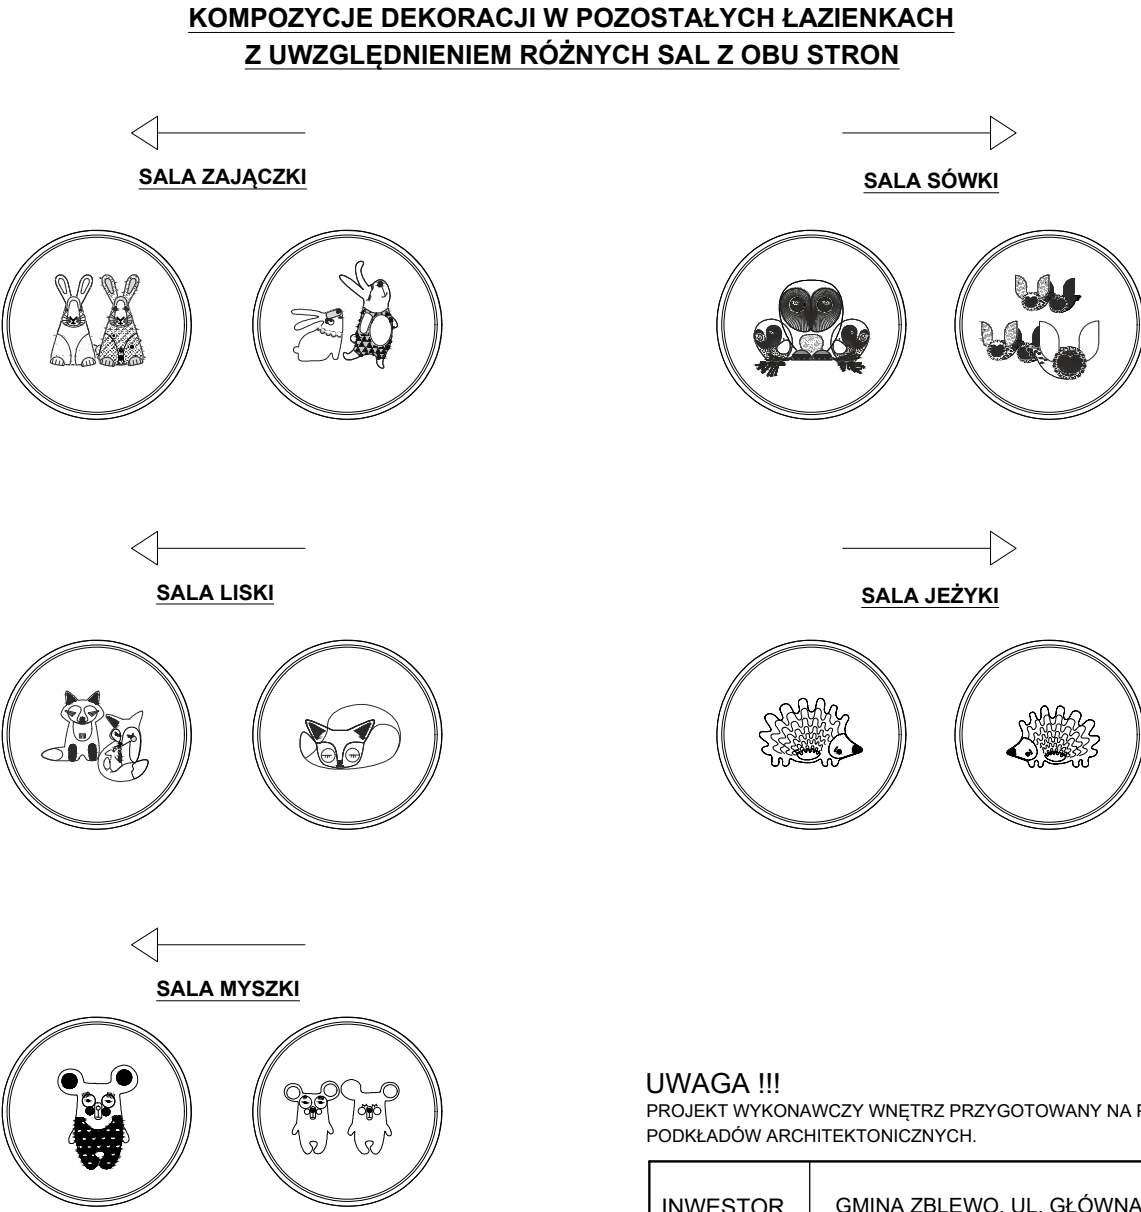 KOMPOZYCJE DEKORACJI W POZOSTAŁYCH ŁAZIENKACH
Z UWZGLĘDNIENIEM RÓŻNYCH SAL Z OBU STRON
SALA ZAJĄCZKI
SALA SÓWKI
SALA LISKI
SALA JEŻYKI
SALA MYSZKI
UWAGA !!!
PROJEKT WYKONAWCZY WNĘTRZ PRZYGOTOWANY NA
PODKŁADÓW ARCHITEKTONICZNYCH.
INWESTOR
GMINA ZBLEWO, UL. GŁÓWNA